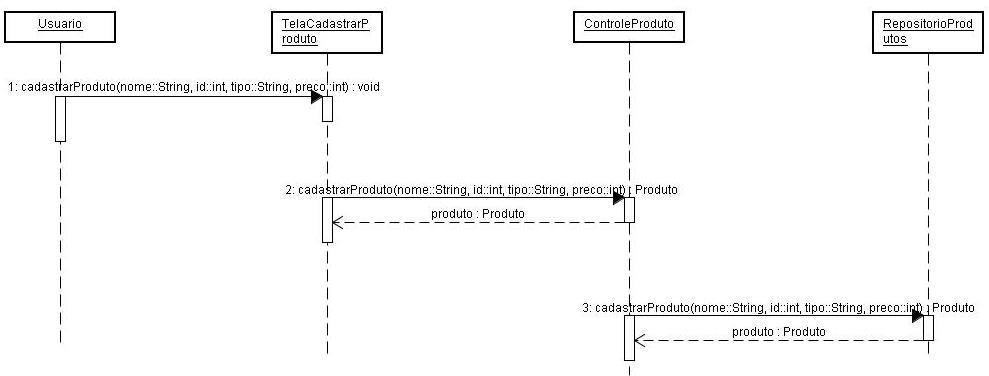 Usuario
TelaCadastrarP
roduto
ControleProduto
RepositorioProd
utos
1: cadastrarProduto(nome::String, id::int, tipo::String, preco::int) : void
2: cadastrarProduto(nome::String, id::int, tipo::String, preco::int) : Produto
produto : Produto
3: cadastrarProduto(nome::String, id::int, tipo::String, preco::int) : Produto
produto : Produto